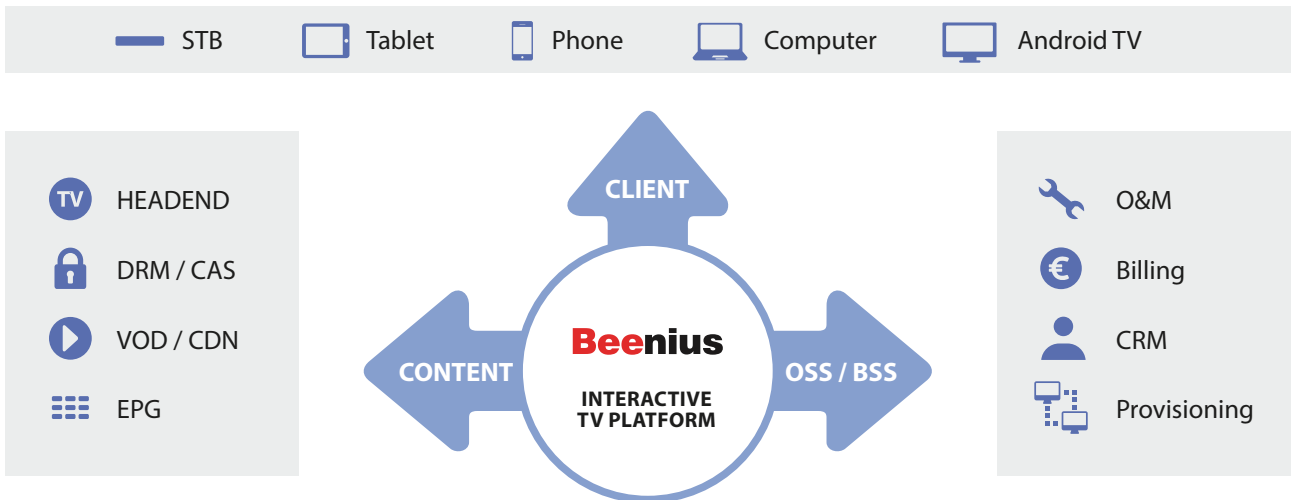 STB
Tablet
Phone
Computer
Android TV
TV
HEADEND
DRM / CAS
VOD / CDN
EPG
CLIENT
CONTENT
Beenius
INTERACTIVE
TV PLATFORM
OSS / BSS
O&M
€
Billing
CRM
Provisioning